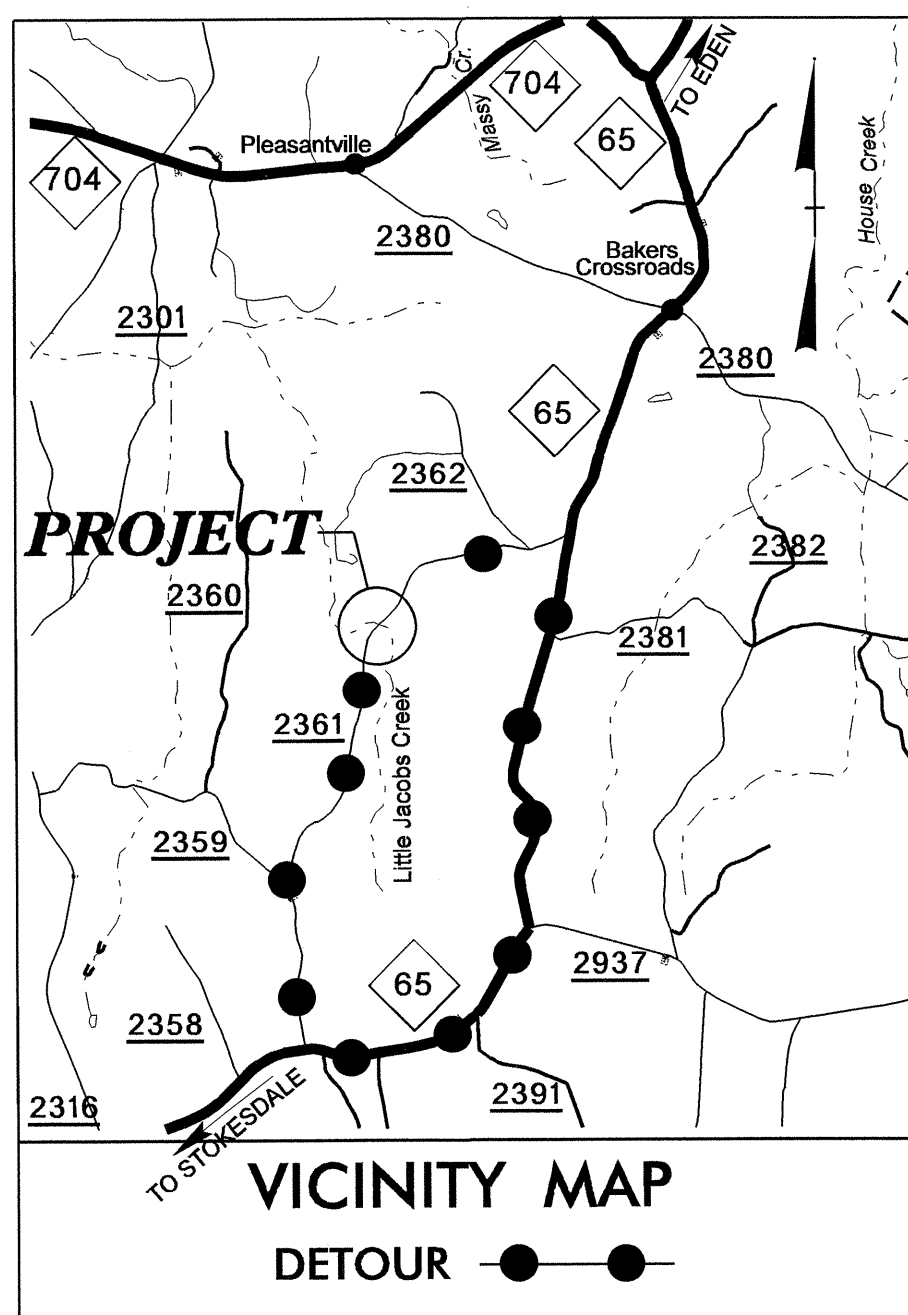 704
Massy Cr.
65
TO EDEN
Pleasantville
704
House Creek
2380
Bakers
Crossroads
2301
2380
65
2362
PROJECT
2382
2360
2381
2361
Little Jacobs Creek
2359
2937
65
2358
2391
2316
TO STOKESDALE
VICINITY MAP
DETOUR